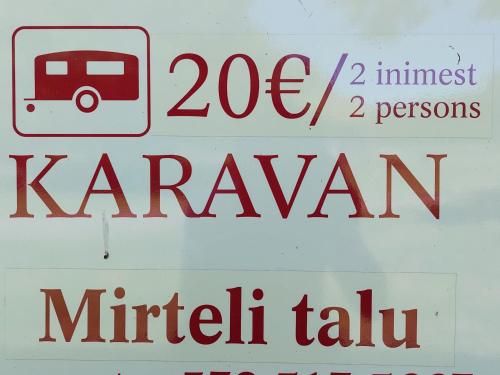 20€/ 2 inimest
2 persons
KARAVAN
Mirteli talu